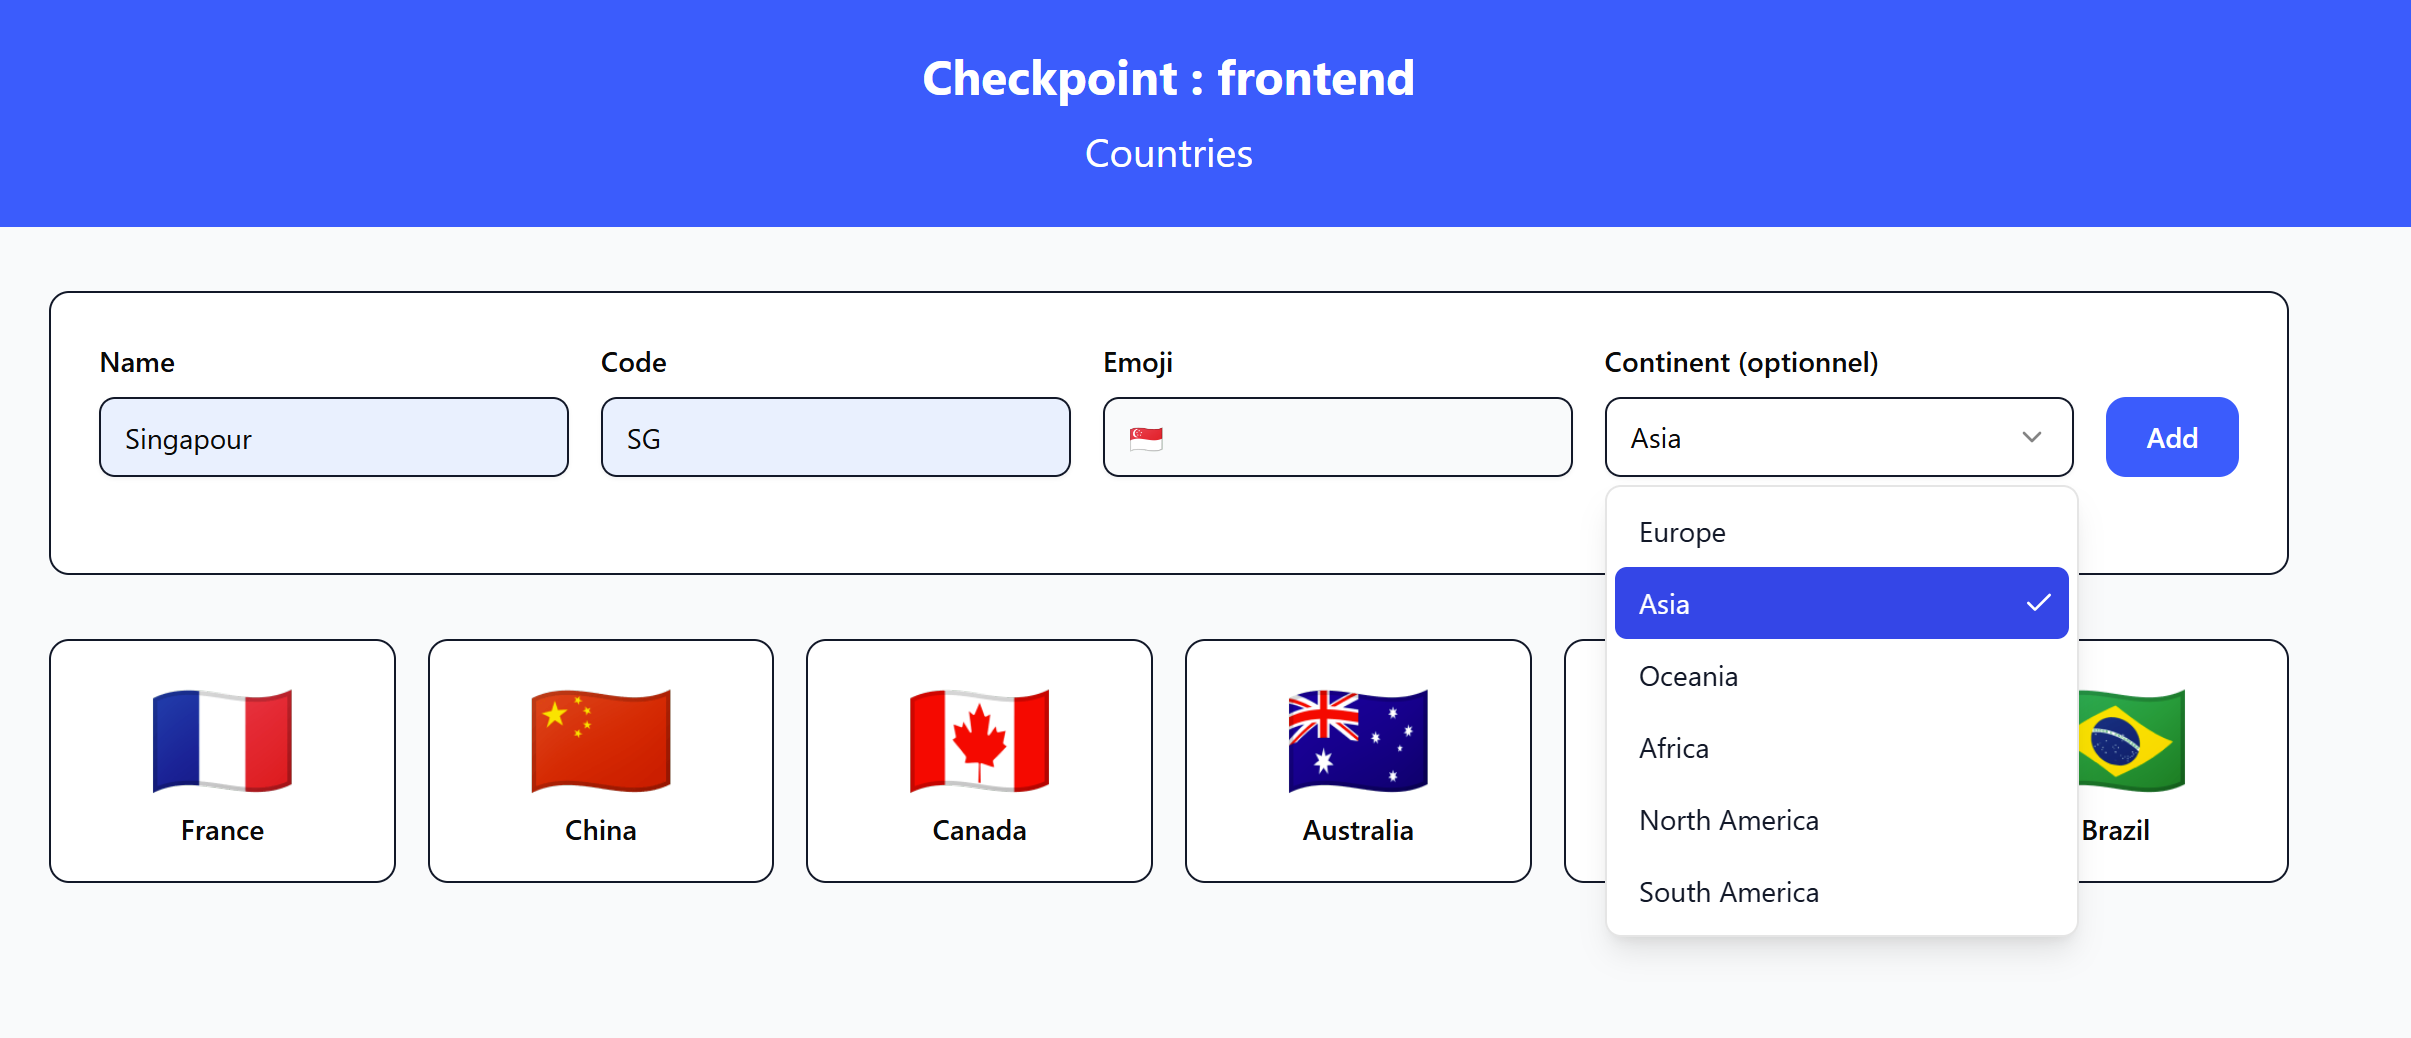 Checkpoint : frontend
Countries
Name
Code
Emoji
Continent (optionnel)
Singapour
SG
Asia
Add
Europe
Asia
Oceania
Africa
North America
South America
France
China
Canada
Australia
Brazil